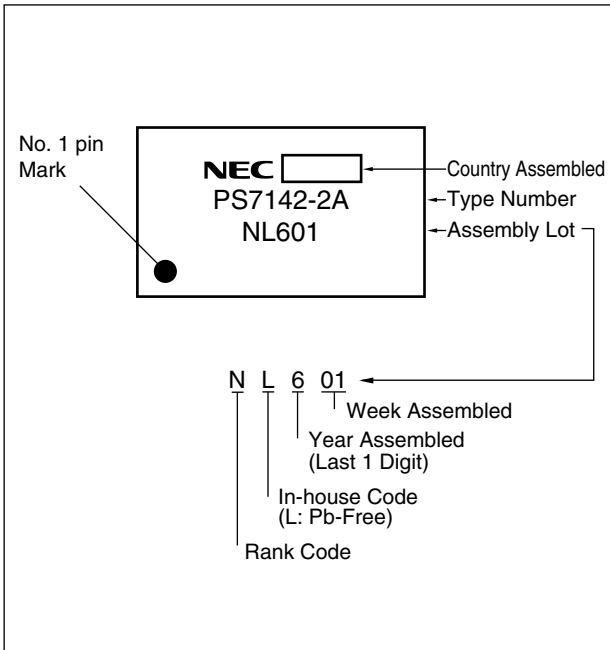 No. 1 pin
Mark
NEC
Country Assembled
PS7142-2A
Type Number
NL601
Assembly Lot
N L 6 01
Week Assembled
Year Assembled
(Last 1 Digit)
In-house Code
(L: Pb-Free)
Rank Code